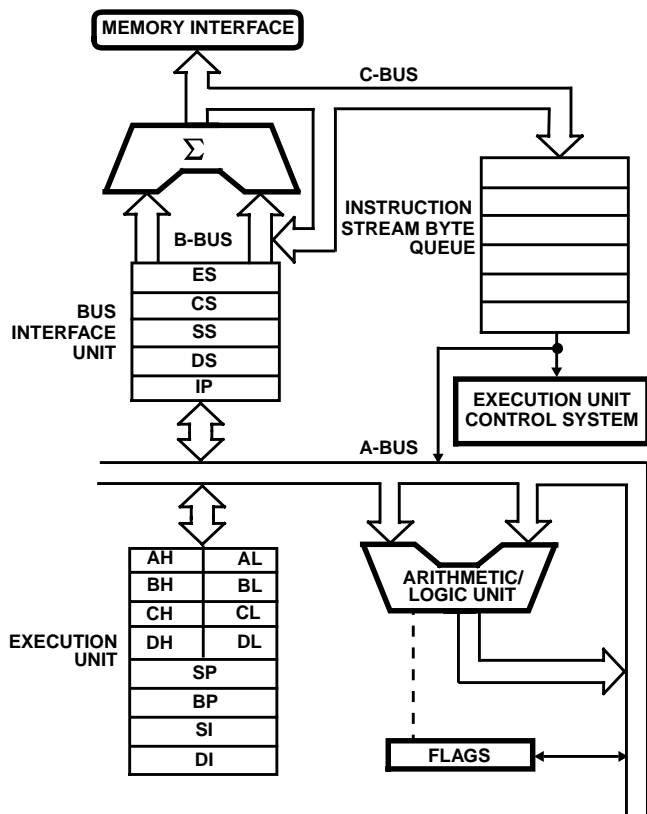 MEMORY INTERFACE
C-BUS
Σ
INSTRUCTION
STREAM BYTE
QUEUE
B-BUS
ES
CS
SS
DS
IP
BUS
INTERFACE
UNIT
EXECUTION UNIT
CONTROL SYSTEM
A-BUS
AH AL
BH BL
CH CL
DH DL
SP
BP
SI
DI
EXECUTION
UNIT
ARITHMETIC/
LOGIC UNIT
FLAGS